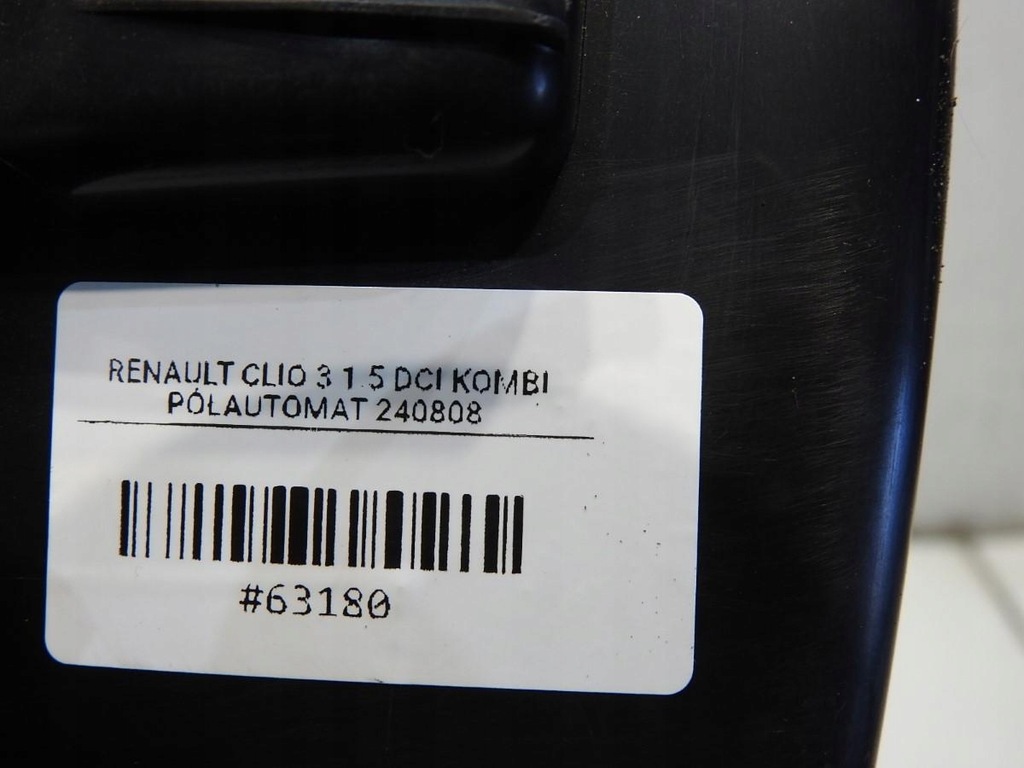 RENAULT CLIO 3 1.5 DCI KOMBI
PÓŁAUTOMAT 240808
#63180